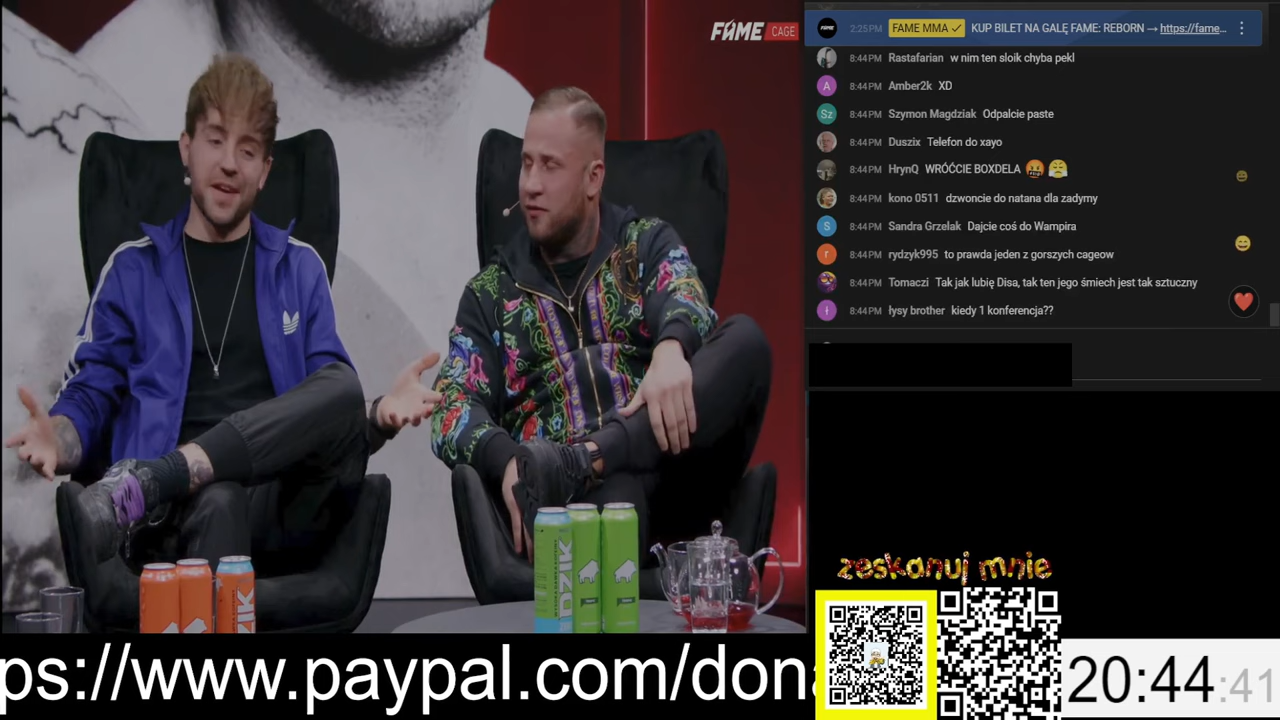 FAME CAGE
2:25PM FAME MMA ✓ KUP BILET NA GALĘ FAME: REBORN → https://fame...
8:44PM Rastafarian w nim ten sloik chyba pekl
A 8:44PM Amber2k XD
Sz 8:44PM Szymon Magdziak Odpalcie paste
8:44PM Duszix Telefon do xayo
8:44PM HrynQ WRÓĆCIE BOXDELA 🤬 😤
8:44PM kono 0511 dzwoncie do natana dla zadymy
S 8:44PM Sandra Grzelak Dajcie coś do Wampira
r 8:44PM rydzyk995 to prawda jeden z gorszych cageow
8:44PM Tomaczi Tak jak lubię Disa, tak ten jego śmiech jest tak sztuczny
ł 8:44PM łysy brother kiedy 1 konferencja??
DZIK
zeskanuj mnie
ps://www.paypal.com/dona
20:44:41